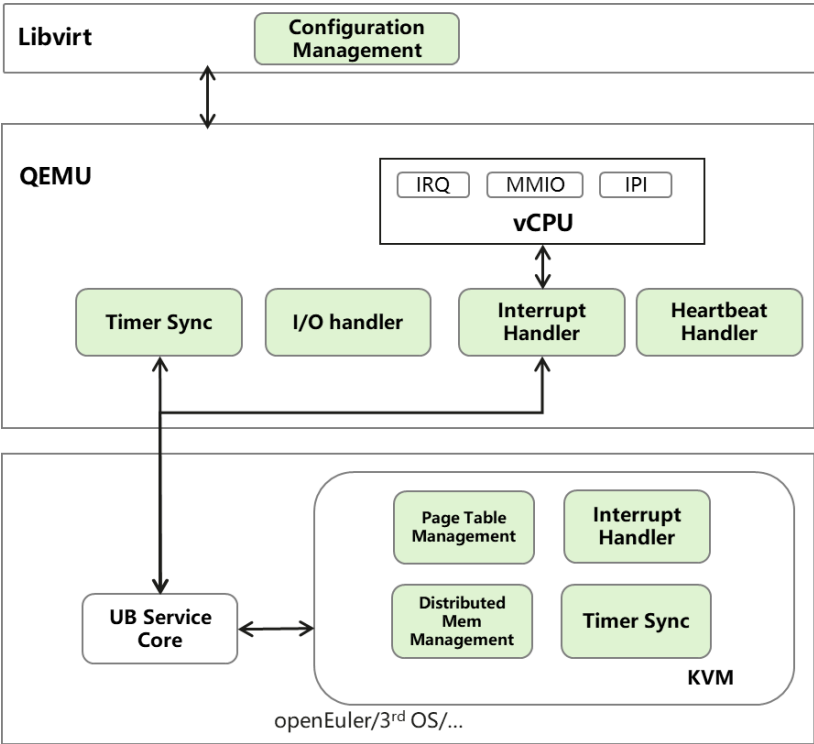 Libvirt
Configuration
Management
QEMU
IRQ
MMIO
IPI
vCPU
Timer Sync
I/O handler
Interrupt
Handler
Heartbeat
Handler
Page Table
Management
Interrupt
Handler
UB Service
Core
Distributed
Mem
Management
Timer Sync
KVM
openEuler/3rd OS/...